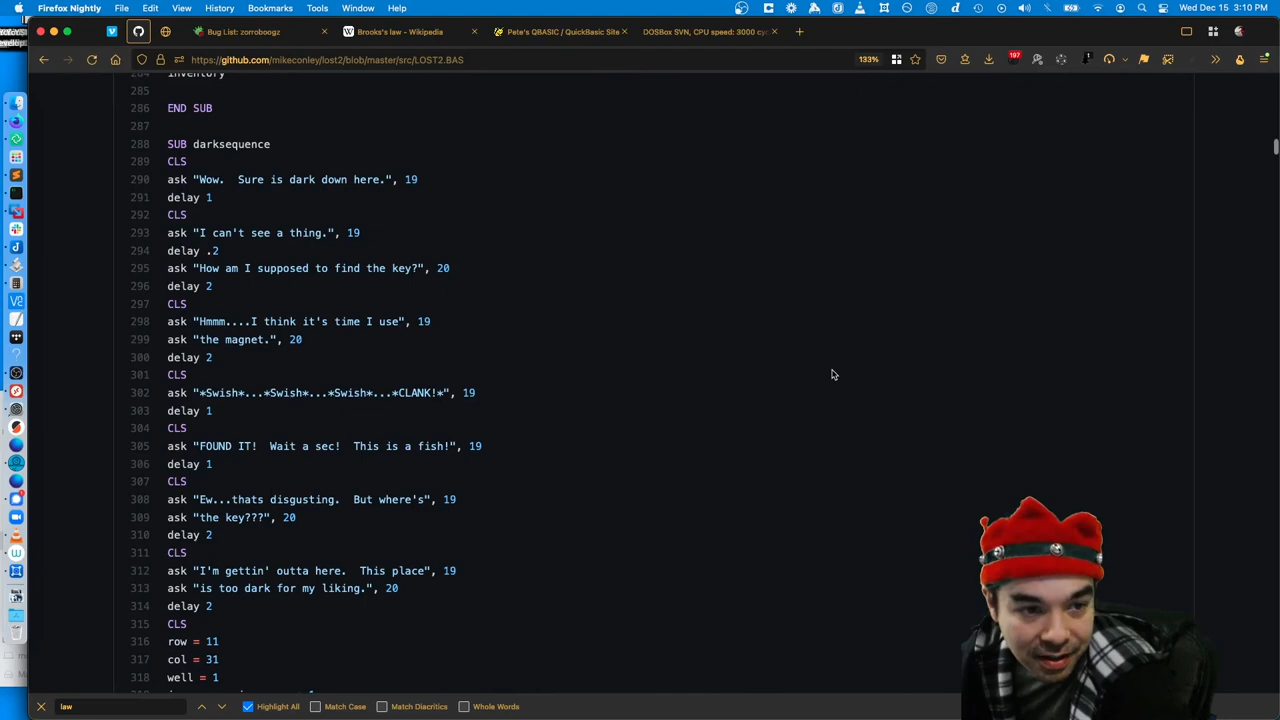 Firefox Nightly File Edit View History Bookmarks Tools Window Help Wed Dec 15 3:10 PM
Bug List: zorroboogz
Brooks's law - Wikipedia
Pete's QBASIC / QuickBasic Site
DOSBox SVN, CPU speed: 3000 cyc
https://github.com/mikeconley/lost2/blob/master/src/LOST2.BAS 133% 197
284 inventory
285
286 END SUB
287
288 SUB darksequence
289 CLS
290 ask "Wow.  Sure is dark down here.", 19
291 delay 1
292 CLS
293 ask "I can't see a thing.", 19
294 delay .2
295 ask "How am I supposed to find the key?", 20
296 delay 2
297 CLS
298 ask "Hmmm....I think it's time I use", 19
299 ask "the magnet.", 20
300 delay 2
301 CLS
302 ask "*Swish*...*Swish*...*Swish*...*CLANK!*", 19
303 delay 1
304 CLS
305 ask "FOUND IT!  Wait a sec!  This is a fish!", 19
306 delay 1
307 CLS
308 ask "Ew...thats disgusting.  But where's", 19
309 ask "the key???", 20
310 delay 2
311 CLS
312 ask "I'm gettin' outta here.  This place", 19
313 ask "is too dark for my liking.", 20
314 delay 2
315 CLS
316 row = 11
317 col = 31
318 well = 1
law Highlight All Match Case Match Diacritics Whole Words